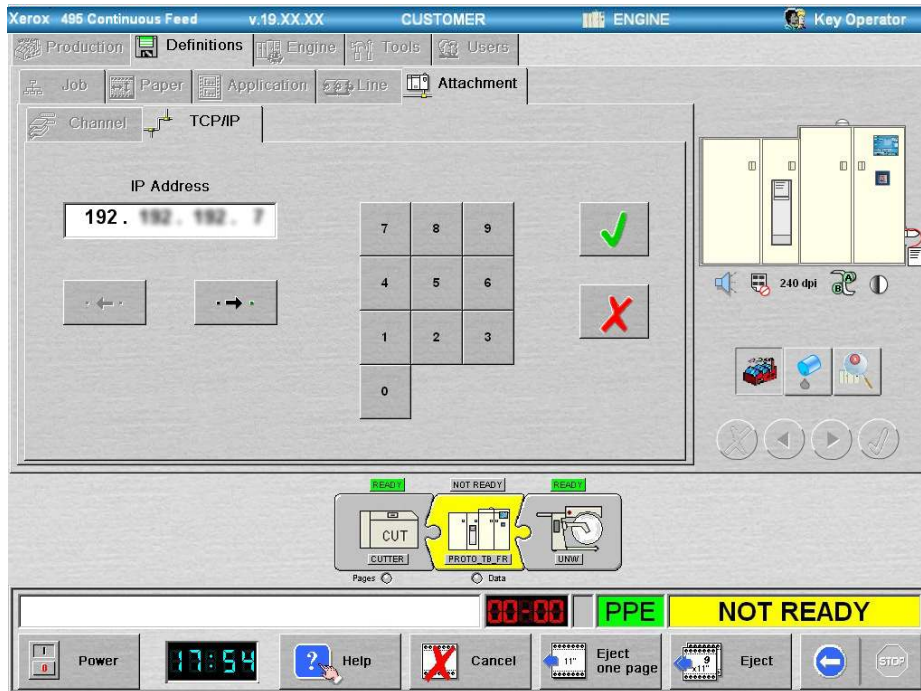 Xerox 495 Continuous Feed v.19.XX.XX CUSTOMER ENGINE Key Operator
Production Definitions Engine Tools Users
Job Paper Application Line Attachment
Channel TCP/IP
IP Address
192.
7 8 9
4 5 6
1 2 3
0
240 dpi
A
B
READY NOT READY READY
CUT
CUTTER PROTO_TB_FR UNW
Pages Data
00-00 PPE NOT READY
I
0
Power 17:54 ? Help Cancel 11" Eject one page 9 x11" Eject STOP